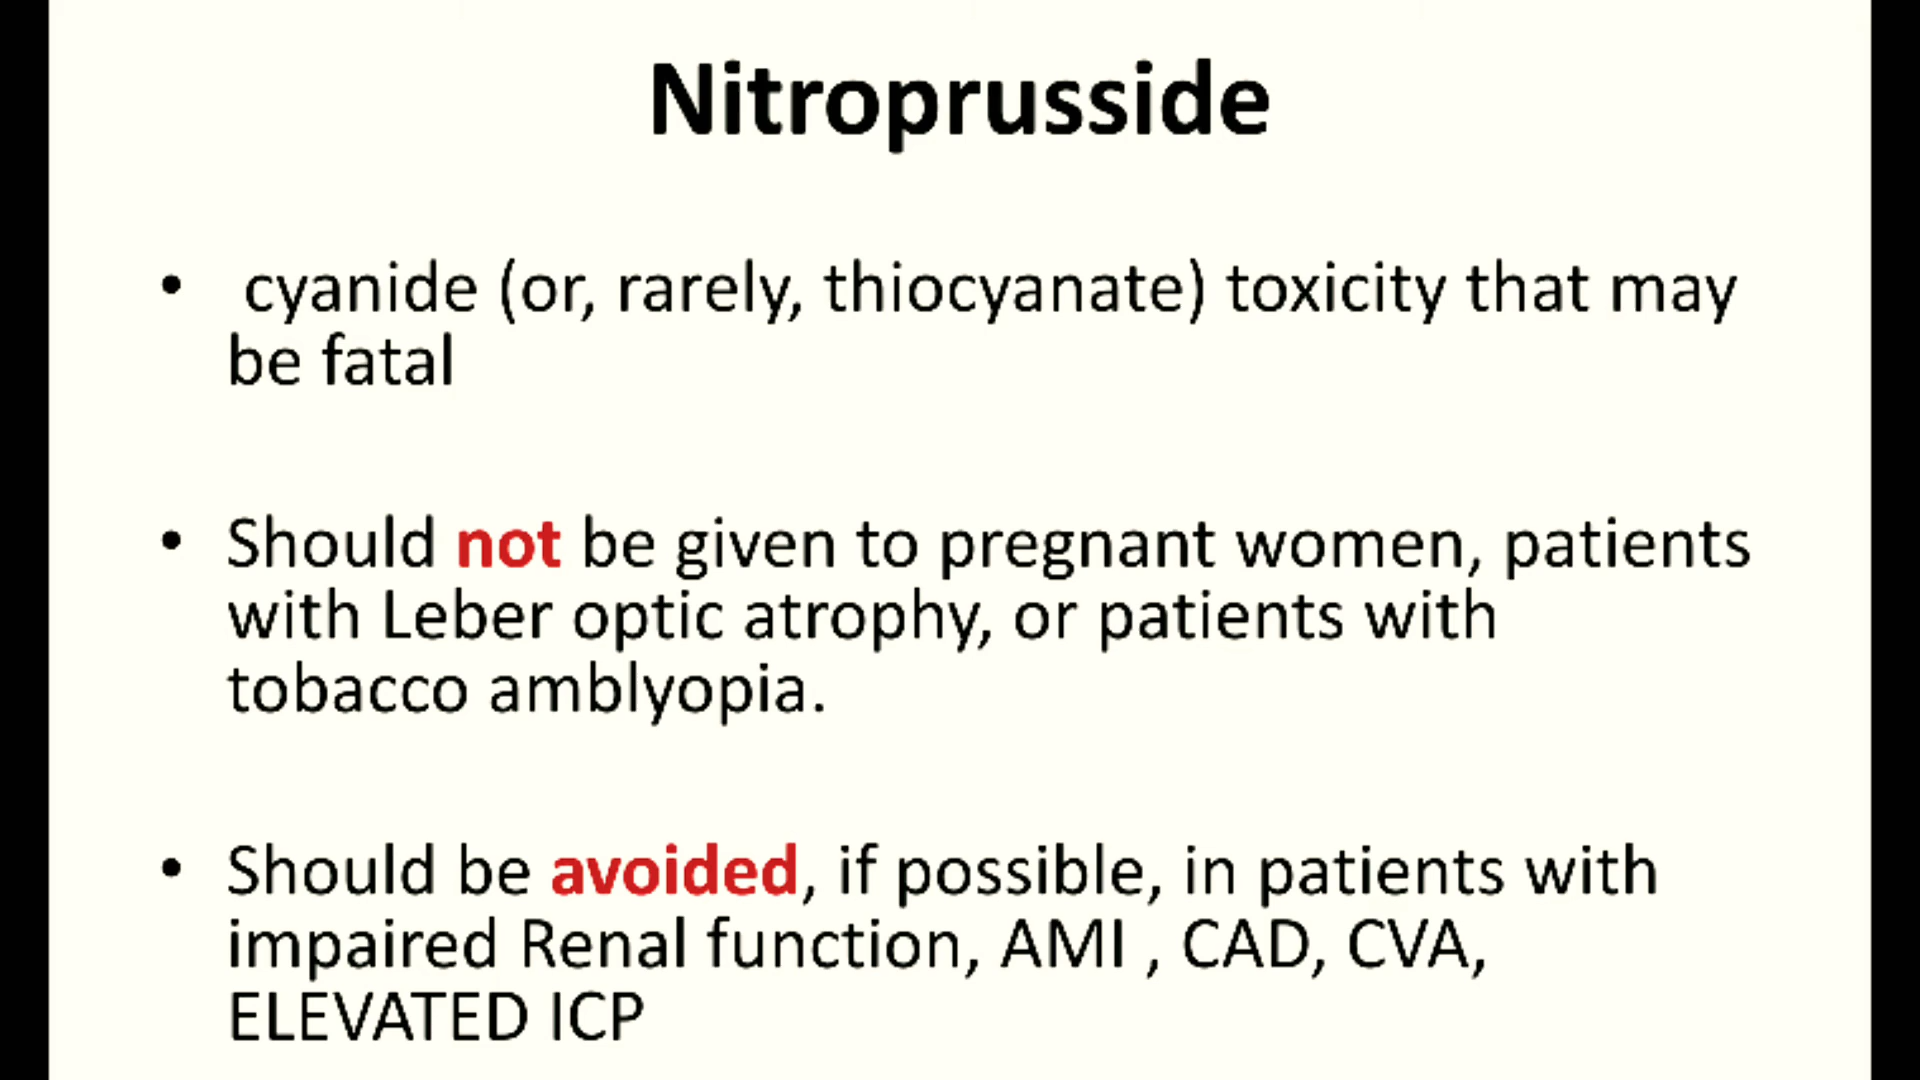 Nitroprusside
• cyanide (or, rarely, thiocyanate) toxicity that may
be fatal
• Should not be given to pregnant women, patients
with Leber optic atrophy, or patients with
tobacco amblyopia.
• Should be avoided, if possible, in patients with
impaired Renal function, AMI , CAD, CVA,
ELEVATED ICP